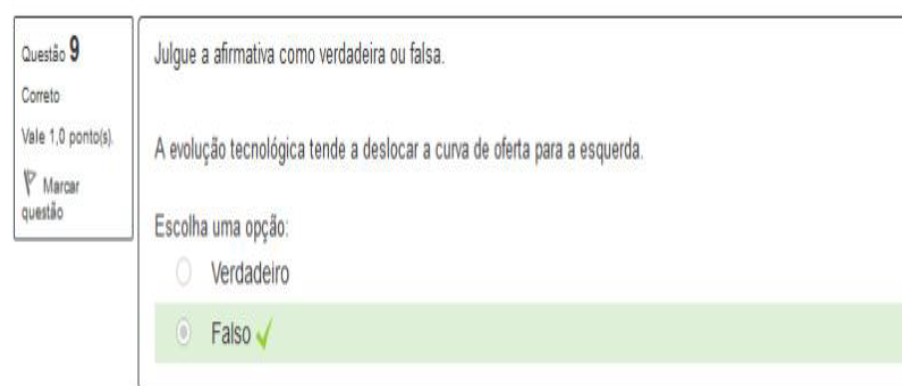 Questão 9
Correto
Vale 1,0 ponto(s).
Marcar
questão
Julgue a afirmativa como verdadeira ou falsa.
A evolução tecnológica tende a deslocar a curva de oferta para a esquerda.
Escolha uma opção:
Verdadeiro
Falso